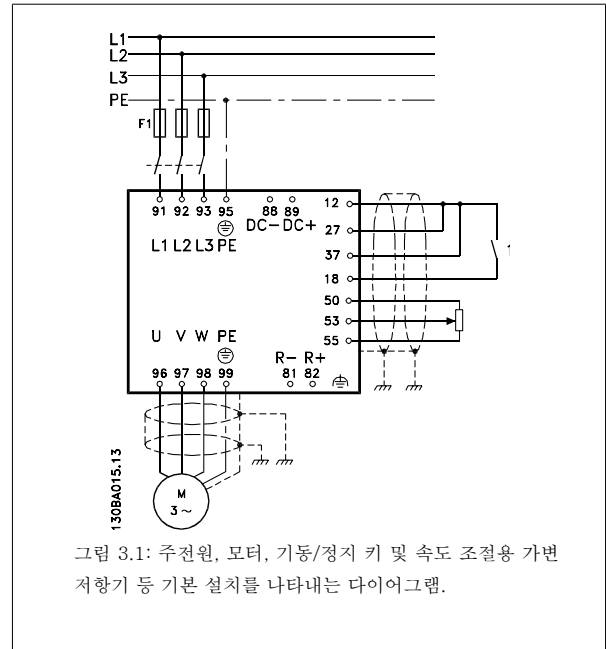 L1
L2
L3
PE
F1
91 92 93 95 88 89
DC- DC+
L1 L2 L3 PE
12
27
37
18
50
53
55
U V W PE
R- R+
96 97 98 99 81 82
M
3~
130BA015.13
그림 3.1: 주전원, 모터, 기동/정지 키 및 속도 조절용 가변
저항기 등 기본 설치를 나타내는 다이어그램.